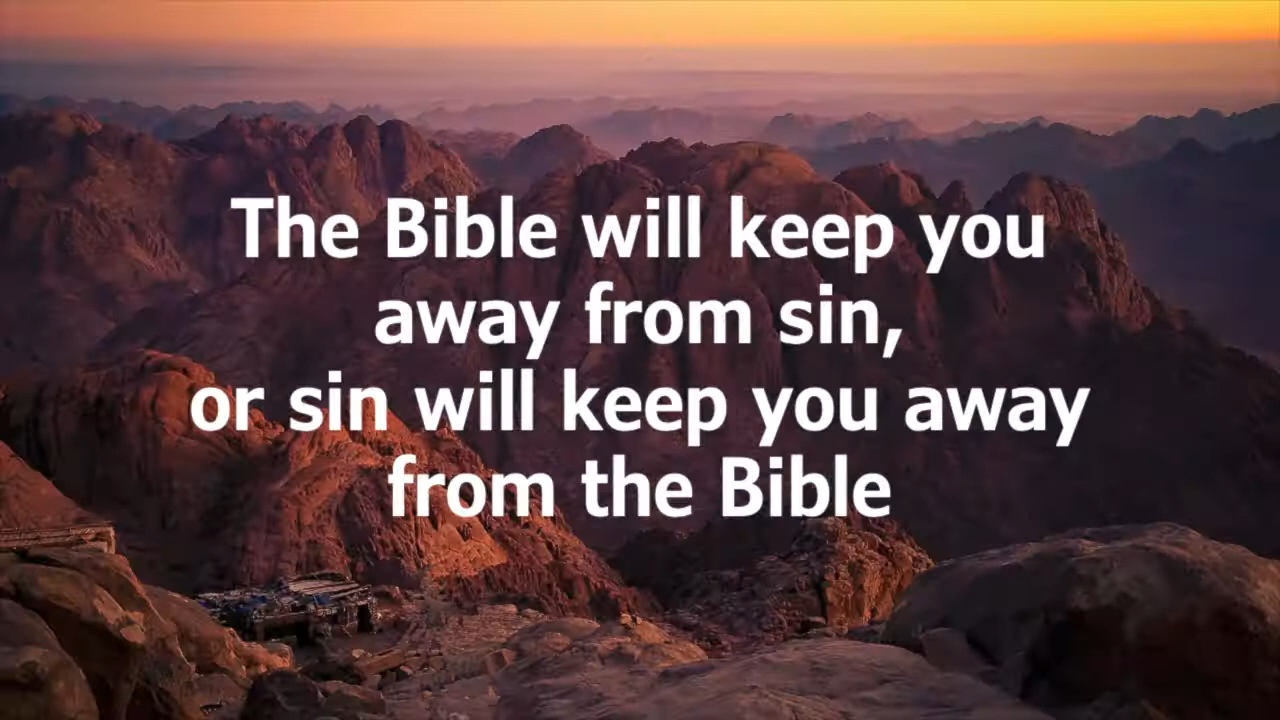 The Bible will keep you
away from sin,
or sin will keep you away
from the Bible